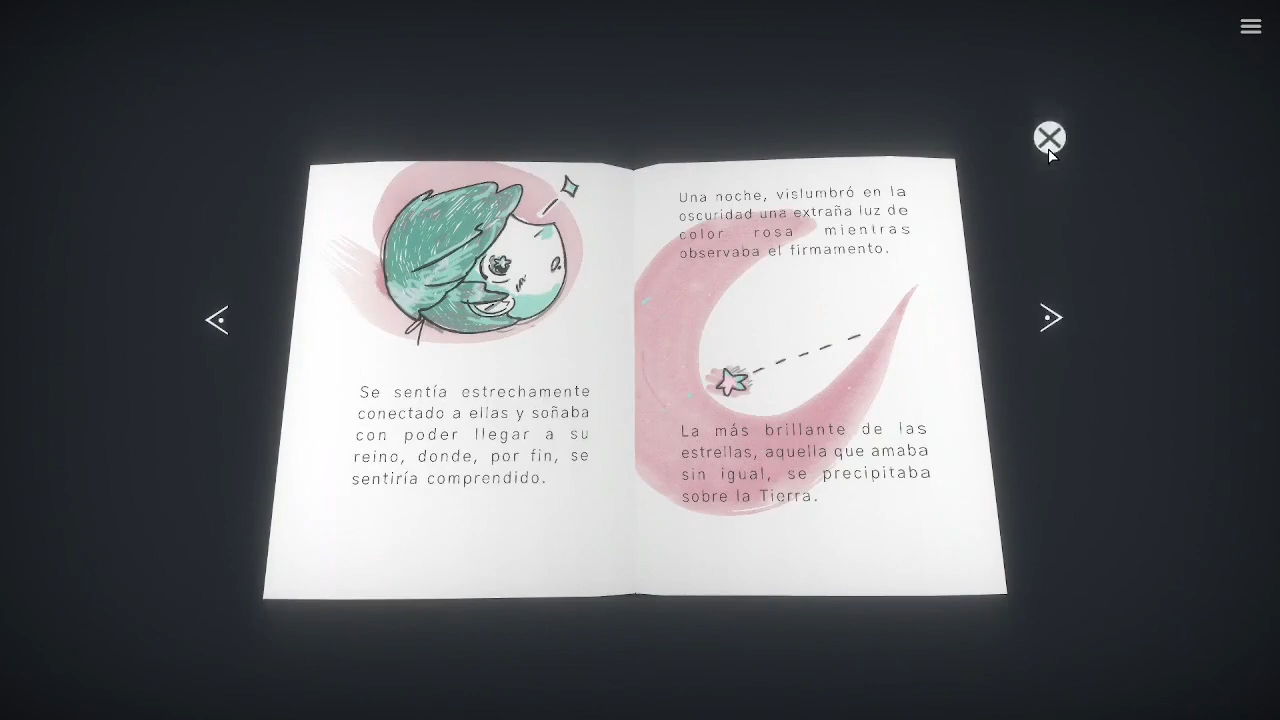 Se sentía estrechamente
conectado a ellas y soñaba
con poder llegar a su
reino, donde, por fin, se
sentiría comprendido.
Una noche, vislumbró en la
oscuridad una extraña luz de
color rosa mientras
observaba el firmamento.
La más brillante de las
estrellas, aquella que amaba
sin igual, se precipitaba
sobre la Tierra.